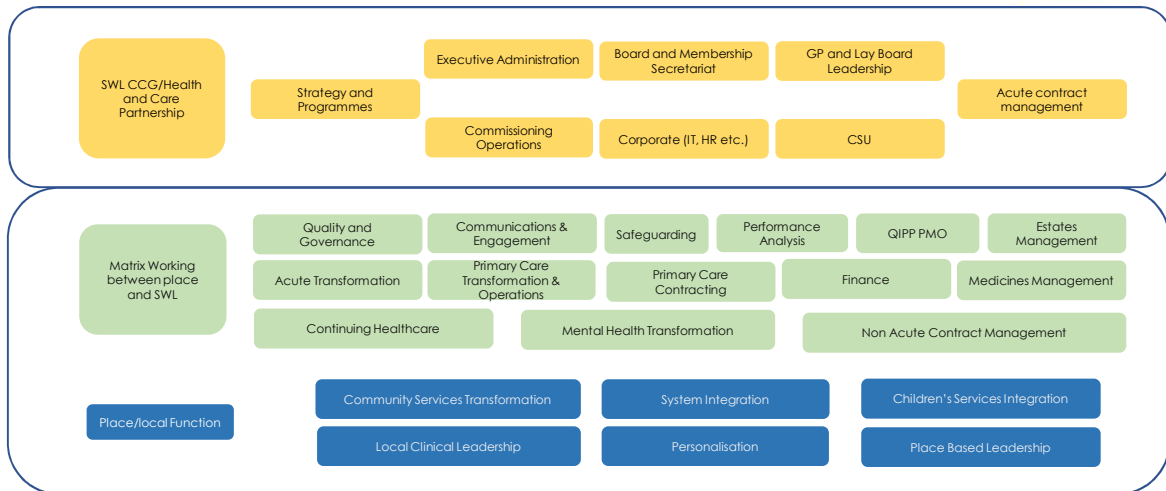 SWL CCG/Health
and Care
Partnership
Strategy and
Programmes
Executive Administration
Board and Membership
Secretariat
GP and Lay Board
Leadership
Acute contract
management
Commissioning
Operations
Corporate (IT, HR etc.)
CSU
Matrix Working
between place
and SWL
Quality and
Governance
Communications &
Engagement
Safeguarding
Performance
Analysis
QIPP PMO
Estates
Management
Acute Transformation
Primary Care
Transformation &
Operations
Primary Care
Contracting
Finance
Medicines Management
Continuing Healthcare
Mental Health Transformation
Non Acute Contract Management
Place/local Function
Community Services Transformation
System Integration
Children’s Services Integration
Local Clinical Leadership
Personalisation
Place Based Leadership